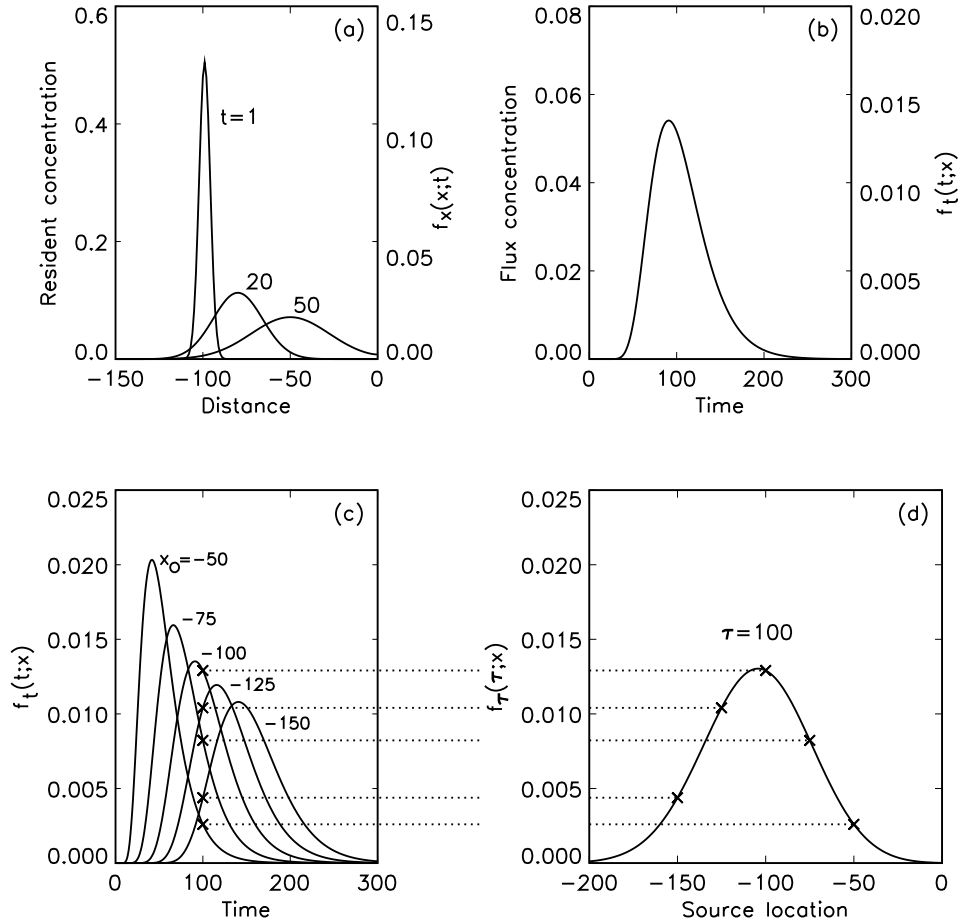 (a)
Resident concentration
0.6
0.4
0.2
0.0
0.15
0.10
0.05
0.00
f_x(x;t)
t=1
20
50
−150 −100 −50 0
Distance
(b)
Flux concentration
0.08
0.06
0.04
0.02
0.00
0.020
0.015
0.010
0.005
0.000
f_t(t;x)
0 100 200 300
Time
(c)
f_t(t;x)
0.025
0.020
0.015
0.010
0.005
0.000
x_o=−50
−75
−100
−125
−150
0 100 200 300
Time
(d)
f_τ(τ;x)
0.025
0.020
0.015
0.010
0.005
0.000
τ=100
−200 −150 −100 −50 0
Source location